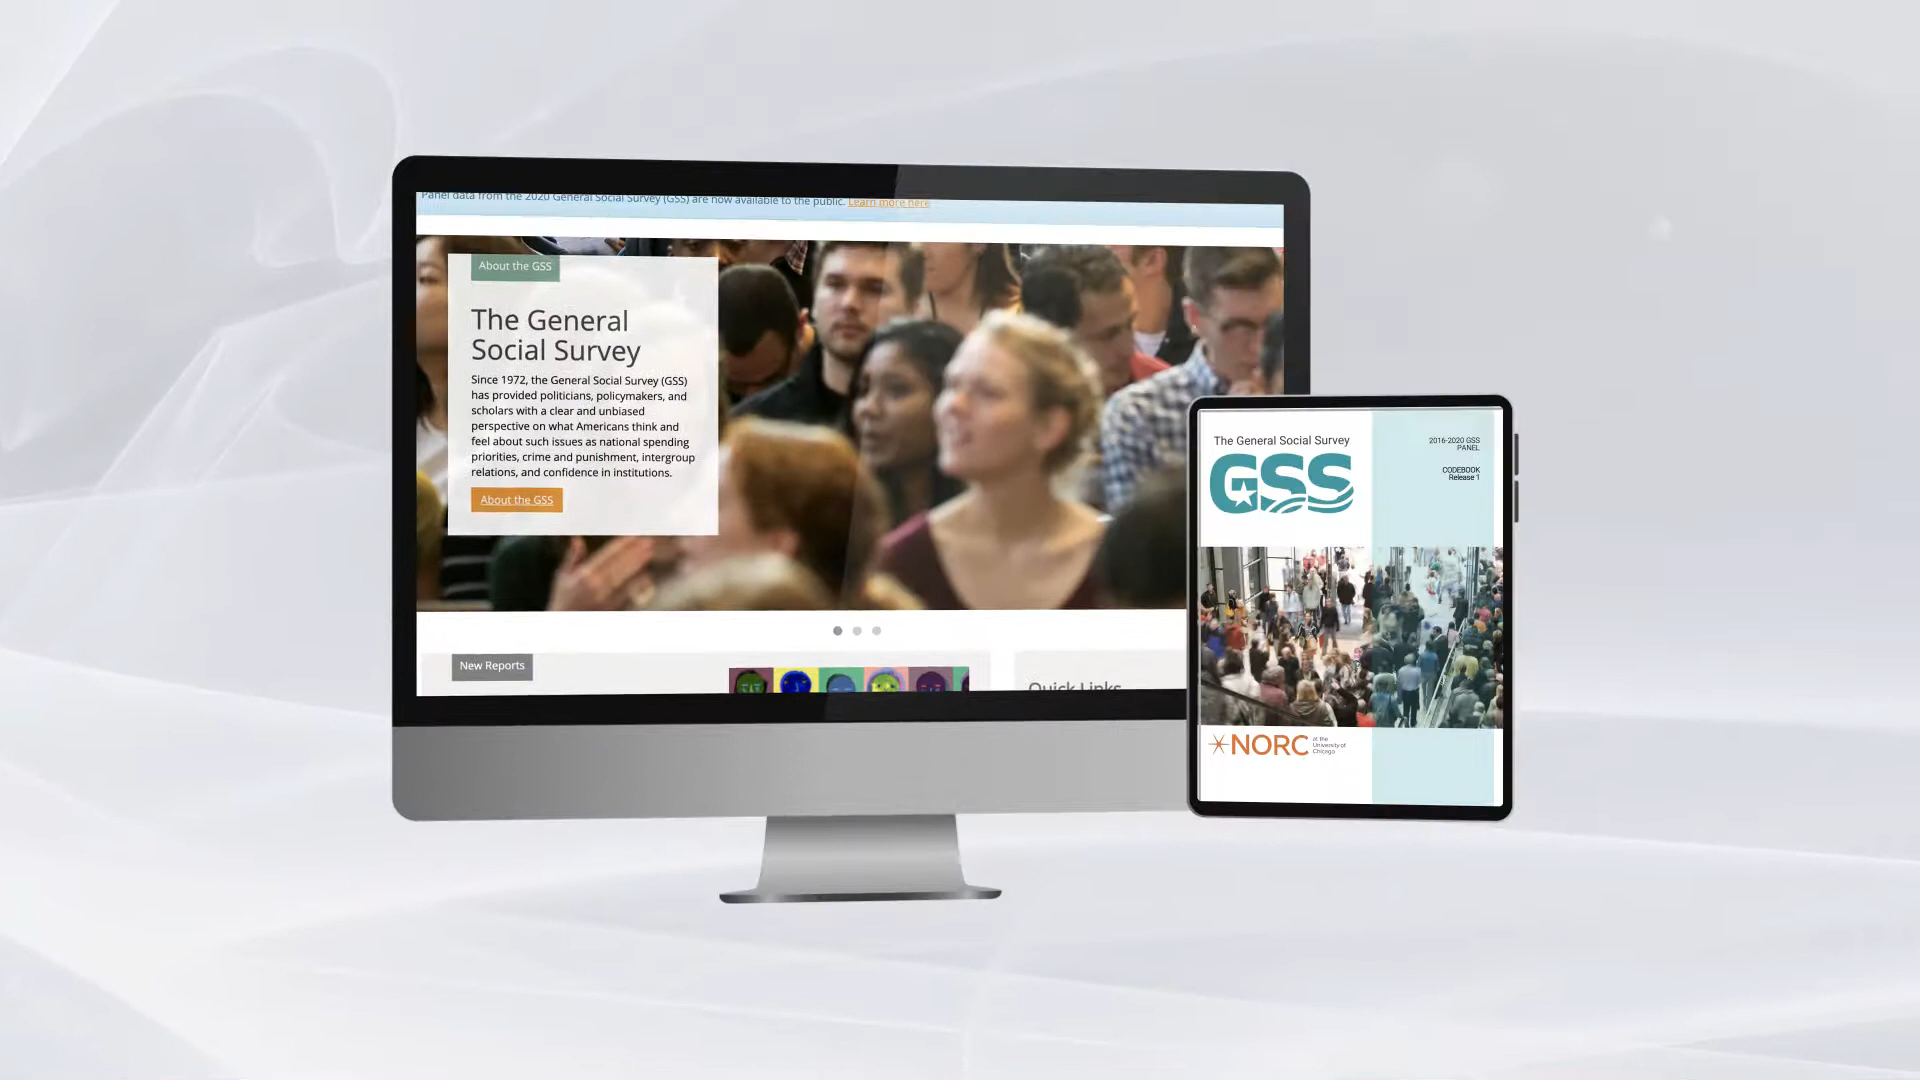 Panel data from the 2020 General Social Survey (GSS) are now available to the public. Learn more here
About the GSS
The General
Social Survey
Since 1972, the General Social Survey (GSS)
has provided politicians, policymakers, and
scholars with a clear and unbiased
perspective on what Americans think and
feel about such issues as national spending
priorities, crime and punishment, intergroup
relations, and confidence in institutions.
About the GSS
New Reports
Quick Links
The General Social Survey
GSS
2016-2020 GSS
PANEL
CODEBOOK
Release 1
NORC
at the
University of
Chicago